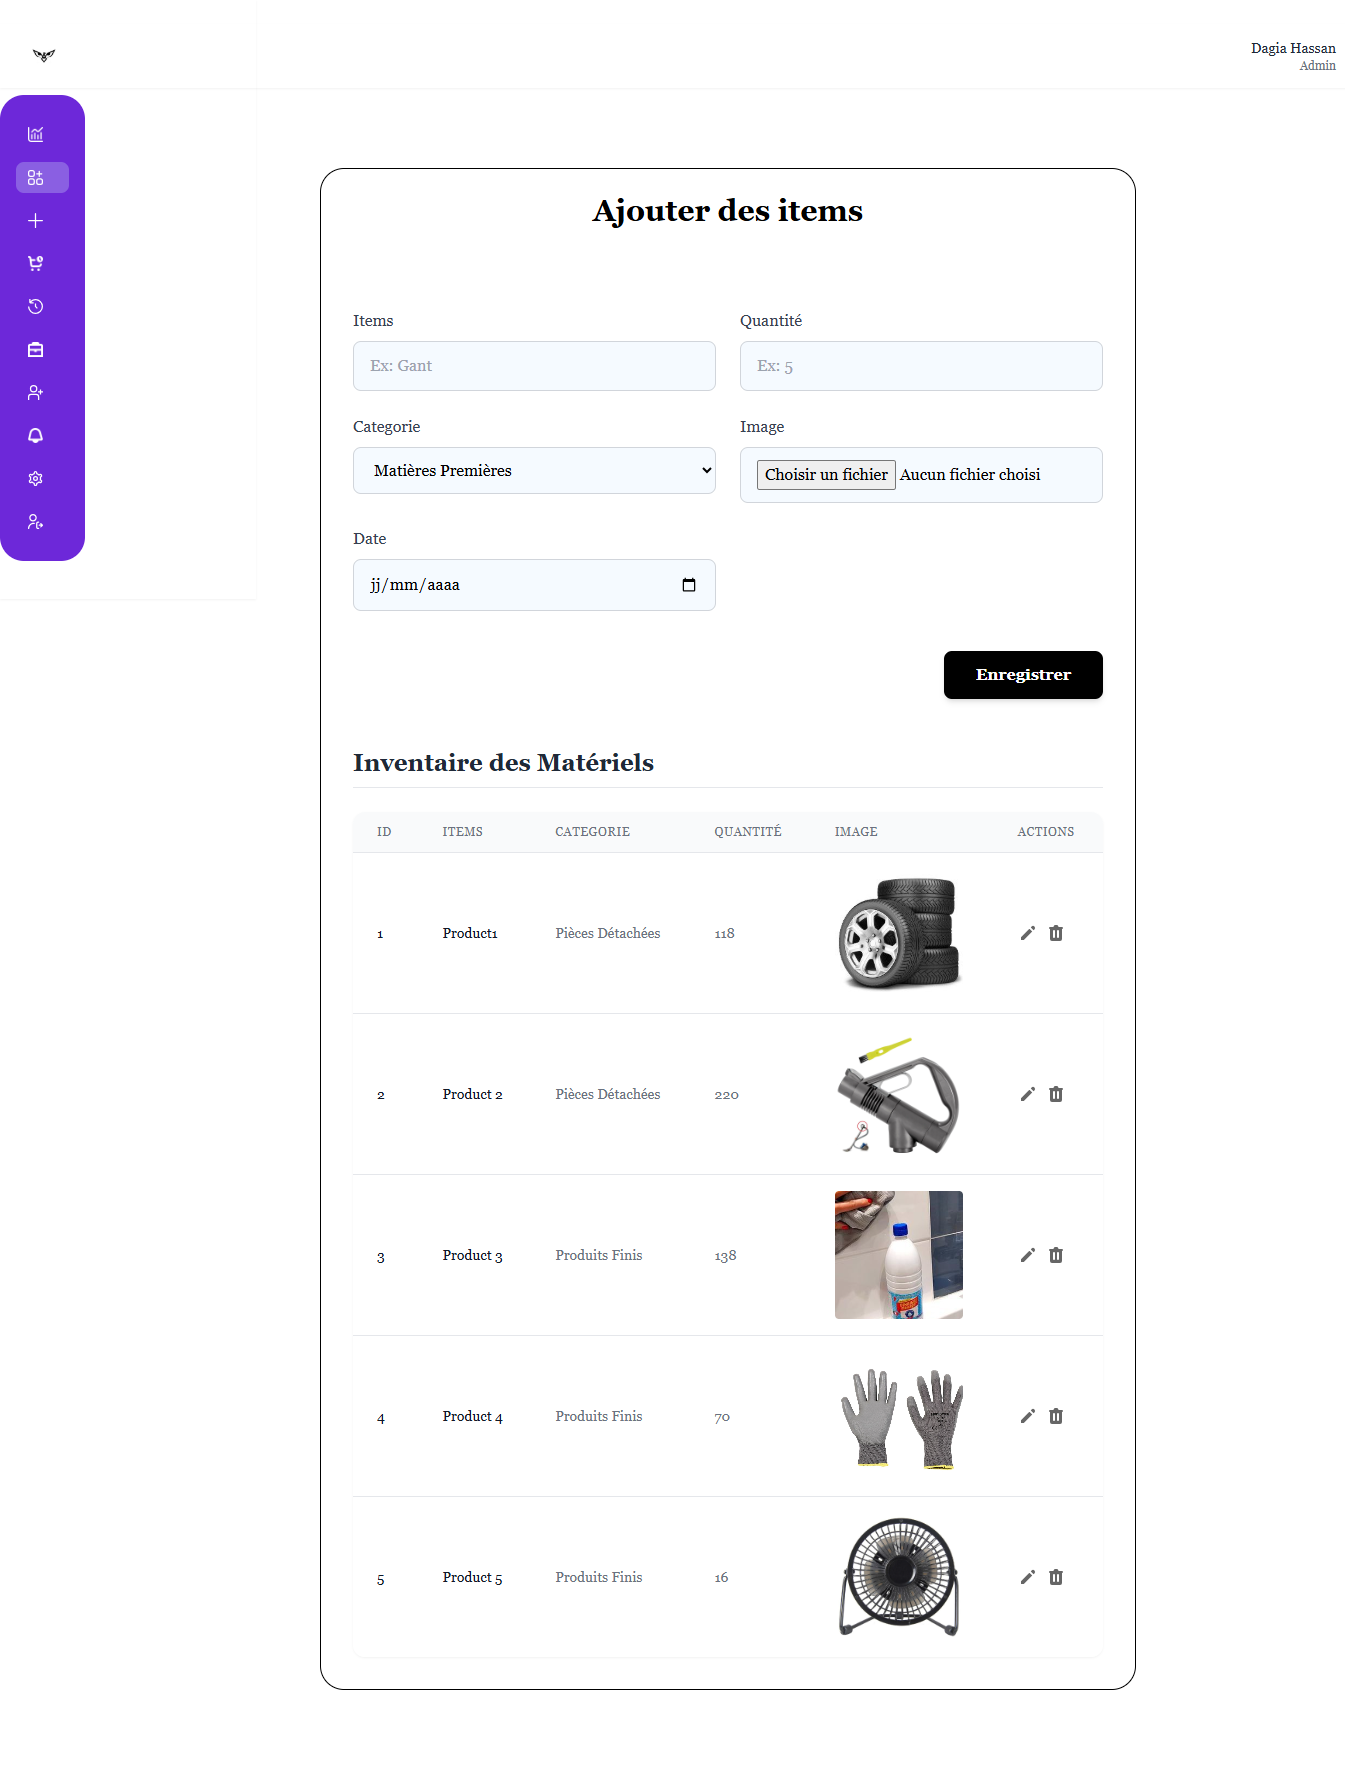 Dagia Hassan
Admin
Ajouter des items
Items
Quantité
Ex: Gant
Ex: 5
Categorie
Image
Matières Premières
Choisir un fichier Aucun fichier choisi
Date
jj/mm/aaaa
Enregistrer
Inventaire des Matériels
ID ITEMS CATEGORIE QUANTITÉ IMAGE ACTIONS
1 Product1 Pièces Détachées 118
2 Product 2 Pièces Détachées 220
3 Product 3 Produits Finis 138
4 Product 4 Produits Finis 70
5 Product 5 Produits Finis 16